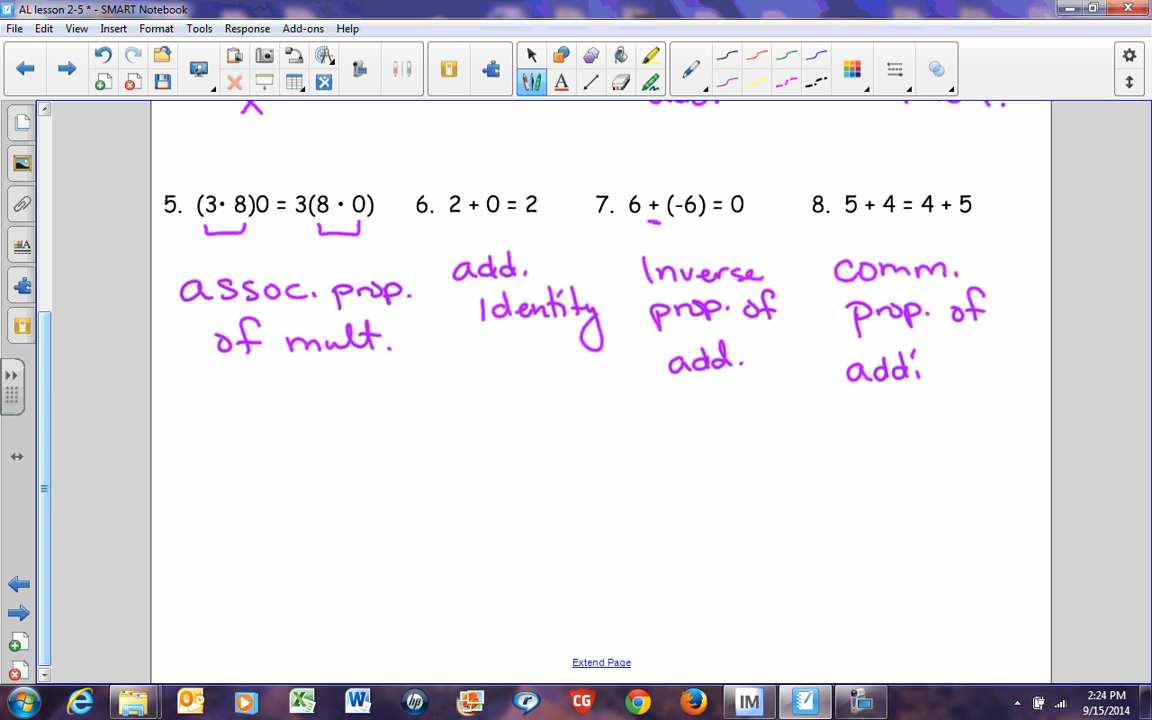 AL lesson 2-5 * - SMART Notebook
File Edit View Insert Format Tools Response Add-ons Help
5. (3· 8)0 = 3(8 · 0) 6. 2 + 0 = 2 7. 6 + (-6) = 0 8. 5 + 4 = 4 + 5
assoc. prop.
of mult.
add.
Identity
Inverse
prop. of
add.
comm.
prop. of
add.
Extend Page
CG
IM
2:24 PM
9/15/2014